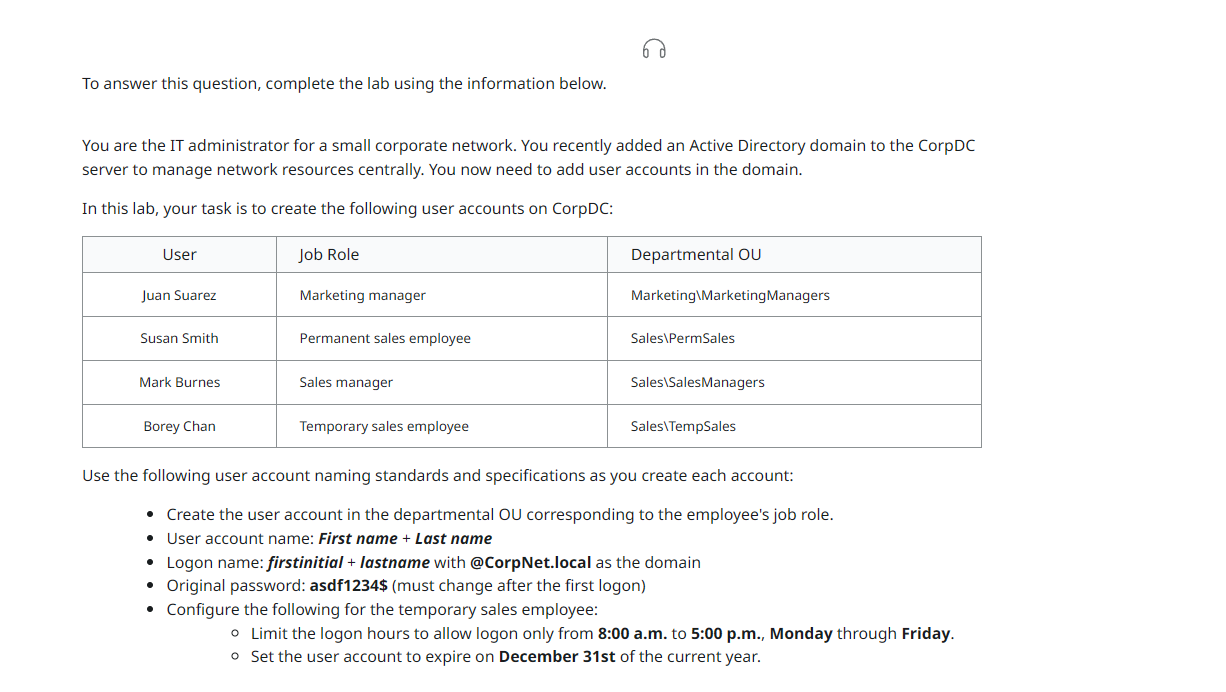 To answer this question, complete the lab using the information below.
You are the IT administrator for a small corporate network. You recently added an Active Directory domain to the CorpDC
server to manage network resources centrally. You now need to add user accounts in the domain.
In this lab, your task is to create the following user accounts on CorpDC:
User Job Role Departmental OU
Juan Suarez Marketing manager Marketing\MarketingManagers
Susan Smith Permanent sales employee Sales\PermSales
Mark Burnes Sales manager Sales\SalesManagers
Borey Chan Temporary sales employee Sales\TempSales
Use the following user account naming standards and specifications as you create each account:
• Create the user account in the departmental OU corresponding to the employee's job role.
• User account name: First name + Last name
• Logon name: firstinitial + lastname with @CorpNet.local as the domain
• Original password: asdf1234$ (must change after the first logon)
• Configure the following for the temporary sales employee:
◦ Limit the logon hours to allow logon only from 8:00 a.m. to 5:00 p.m., Monday through Friday.
◦ Set the user account to expire on December 31st of the current year.